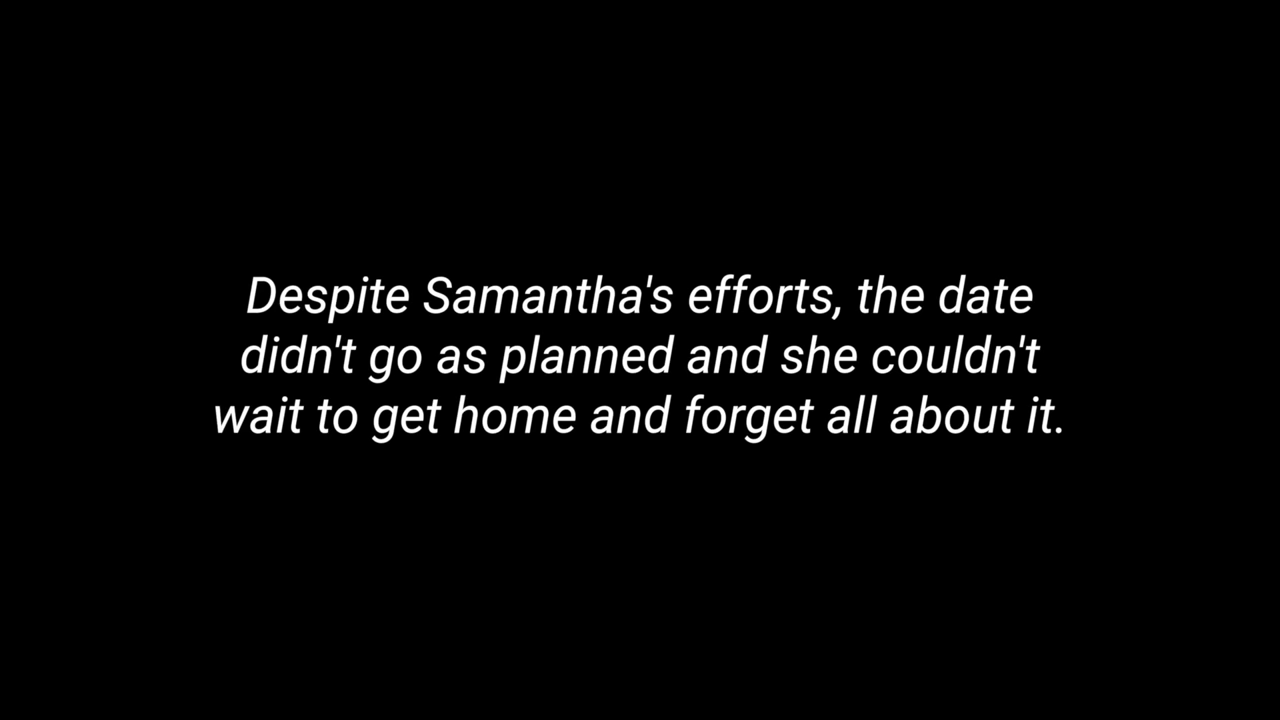 Despite Samantha's efforts, the date
didn't go as planned and she couldn't
wait to get home and forget all about it.